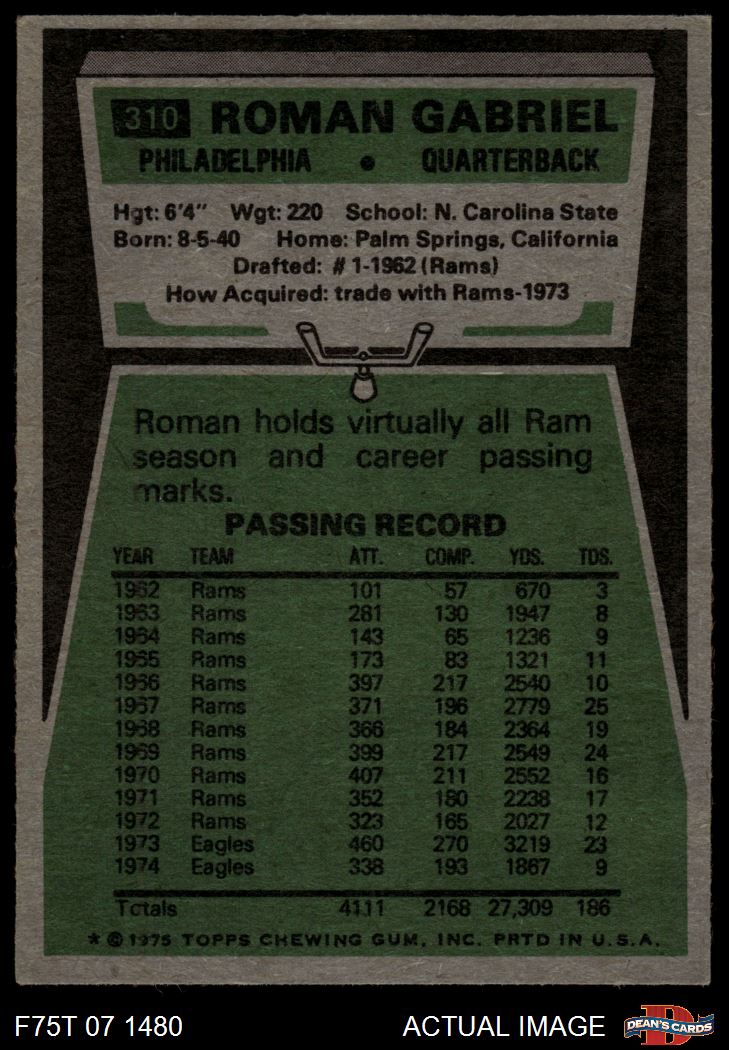 310 ROMAN GABRIEL
PHILADELPHIA • QUARTERBACK
Hgt: 6'4" Wgt: 220 School: N. Carolina State
Born: 8-5-40 Home: Palm Springs, California
Drafted: # 1-1962 (Rams)
How Acquired: trade with Rams-1973
Roman holds virtually all Ram
season and career passing
marks.
PASSING RECORD
YEAR TEAM ATT. COMP. YDS. TDS.
1962 Rams 101 57 670 3
1963 Rams 281 130 1947 8
1964 Rams 143 65 1236 9
1965 Rams 173 83 1321 11
1966 Rams 397 217 2540 10
1967 Rams 371 196 2779 25
1968 Rams 366 184 2364 19
1969 Rams 399 217 2549 24
1970 Rams 407 211 2552 16
1971 Rams 352 180 2238 17
1972 Rams 323 165 2027 12
1973 Eagles 460 270 3219 23
1974 Eagles 338 193 1867 9
Totals 4111 2168 27,309 186
* © 1975 TOPPS CHEWING GUM, INC. PRTD IN U.S.A.
F75T 07 1480 ACTUAL IMAGE D DEAN'S CARDS